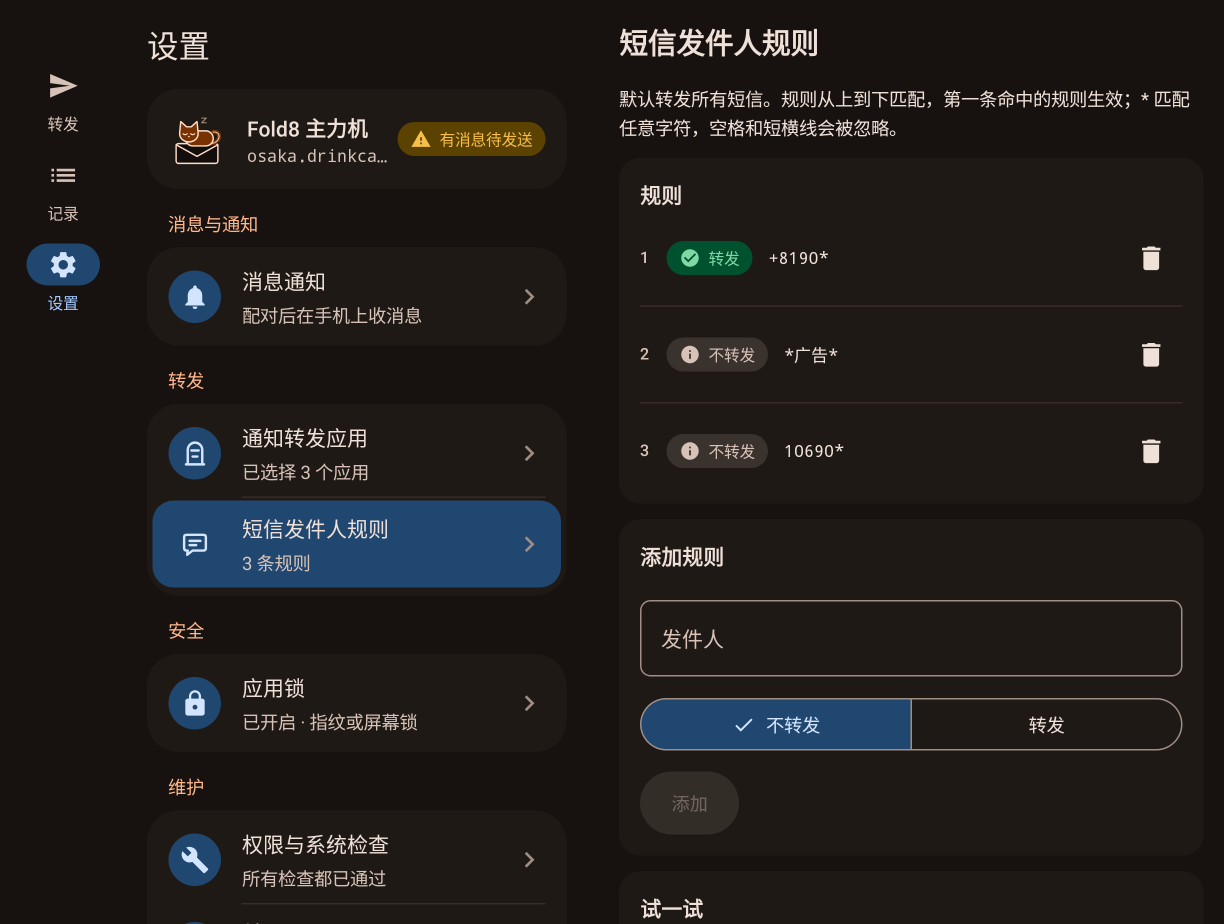 转发
记录
设置
设置
Fold8 主力机
osaka.drinkca…
有消息待发送
消息与通知
消息通知
配对后在手机上收消息
转发
通知转发应用
已选择 3 个应用
短信发件人规则
3 条规则
安全
应用锁
已开启 · 指纹或屏幕锁
维护
权限与系统检查
所有检查都已通过
短信发件人规则
默认转发所有短信。规则从上到下匹配，第一条命中的规则生效；* 匹配
任意字符，空格和短横线会被忽略。
规则
1 转发 +8190*
2 不转发 *广告*
3 不转发 10690*
添加规则
发件人
不转发 转发
添加
试一试